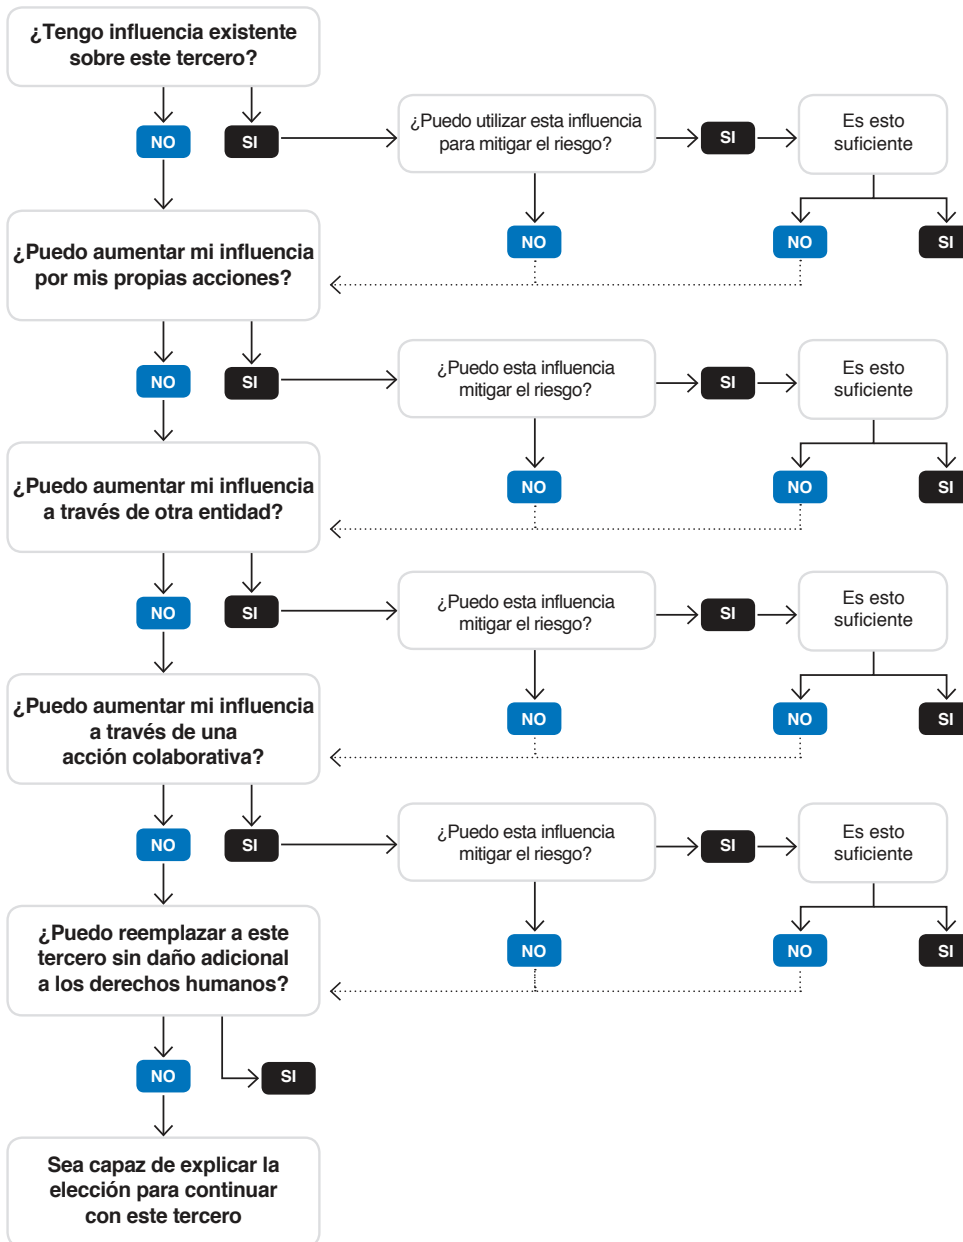 ¿Tengo influencia existente
sobre este tercero?
NO
SI
¿Puedo utilizar esta influencia
para mitigar el riesgo?
SI
Es esto
suficiente
NO
NO
SI
¿Puedo aumentar mi influencia
por mis propias acciones?
NO
SI
¿Puedo esta influencia
mitigar el riesgo?
SI
Es esto
suficiente
NO
NO
SI
¿Puedo aumentar mi influencia
a través de otra entidad?
NO
SI
¿Puedo esta influencia
mitigar el riesgo?
SI
Es esto
suficiente
NO
NO
SI
¿Puedo aumentar mi influencia
a través de una
acción colaborativa?
NO
SI
¿Puedo esta influencia
mitigar el riesgo?
SI
Es esto
suficiente
NO
NO
SI
¿Puedo reemplazar a este
tercero sin daño adicional
a los derechos humanos?
NO
SI
Sea capaz de explicar la
elección para continuar
con este tercero